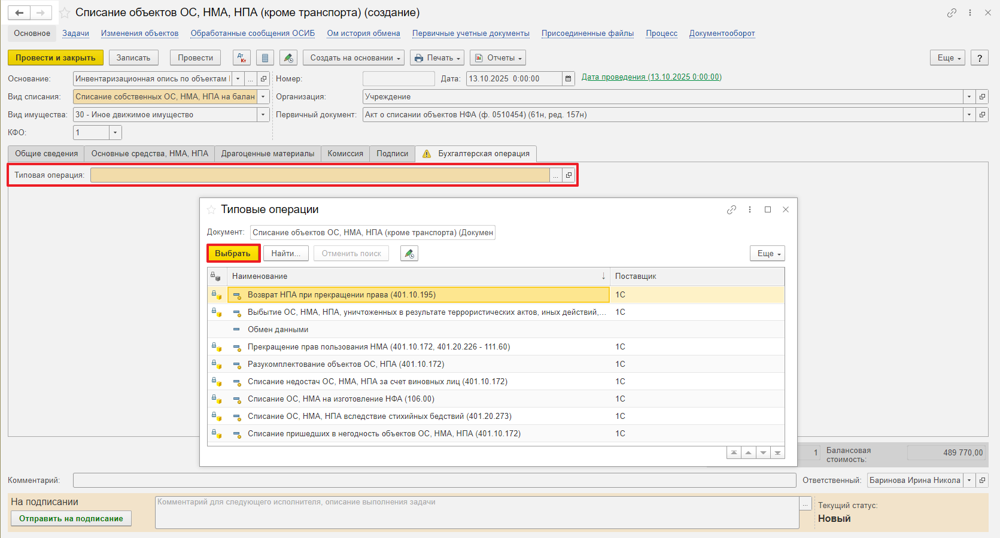 Списание объектов ОС, НМА, НПА (кроме транспорта) (создание)
Основное Задачи Изменения объектов Обработанные сообщения ОСИБ Ом история обмена Первичные учетные документы Присоединенные файлы Процесс Документооборот
Провести и закрыть Записать Провести Дт Кт Создать на основании Печать Отчеты Еще ?
Основание: Инвентаризационная опись по объектам ... Номер: Дата: 13.10.2025 0:00:00 Дата проведения (13.10.2025 0:00:00)
Вид списания: Списание собственных ОС, НМА, НПА на балан Организация: Учреждение
Вид имущества: 30 - Иное движимое имущество Первичный документ: Акт о списании объектов НФА (ф. 0510454) (61н, ред. 157н)
КФО: 1
Общие сведения Основные средства, НМА, НПА Драгоценные материалы Комиссия Подписи Бухгалтерская операция
Типовая операция: ...
Типовые операции
Документ: Списание объектов ОС, НМА, НПА (кроме транспорта) (Докумен
Выбрать Найти... Отменить поиск Еще
Наименование ↓ Поставщик
Возврат НПА при прекращении права (401.10.195) 1С
Выбытие ОС, НМА, НПА, уничтоженных в результате террористических актов, иных действий,... 1С
Обмен данными
Прекращение прав пользования НМА (401.10.172, 401.20.226 - 111.60) 1С
Разукомплектование объектов ОС, НПА (401.10.172) 1С
Списание недостач ОС, НМА, НПА за счет виновных лиц (401.10.172) 1С
Списание ОС, НМА на изготовление НФА (106.00) 1С
Списание ОС, НМА, НПА вследствие стихийных бедствий (401.20.273) 1С
Списание пришедших в негодность объектов ОС, НМА, НПА (401.10.172) 1С
1 Балансовая стоимость: 489 770,00
Комментарий: Ответственный: Баринова Ирина Никола
На подписании
Комментарий для следующего исполнителя, описание выполнения задачи ...
Отправить на подписание
Текущий статус:
Новый